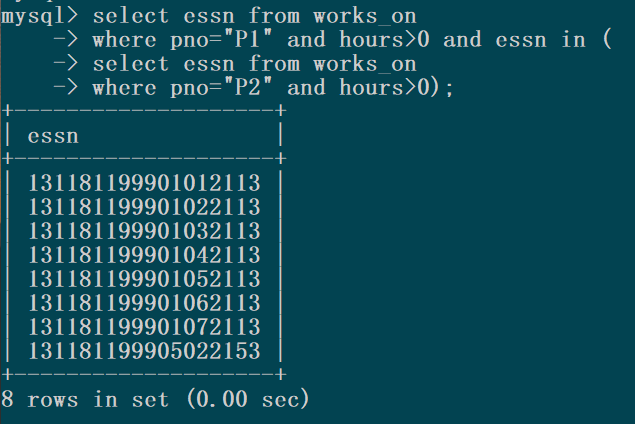 mysql> select essn from works_on
    -> where pno="P1" and hours>0 and essn in (
    -> select essn from works_on
    -> where pno="P2" and hours>0);
+--------------------+
| essn               |
+--------------------+
| 131181199901012113 |
| 131181199901022113 |
| 131181199901032113 |
| 131181199901042113 |
| 131181199901052113 |
| 131181199901062113 |
| 131181199901072113 |
| 131181199905022153 |
+--------------------+
8 rows in set (0.00 sec)